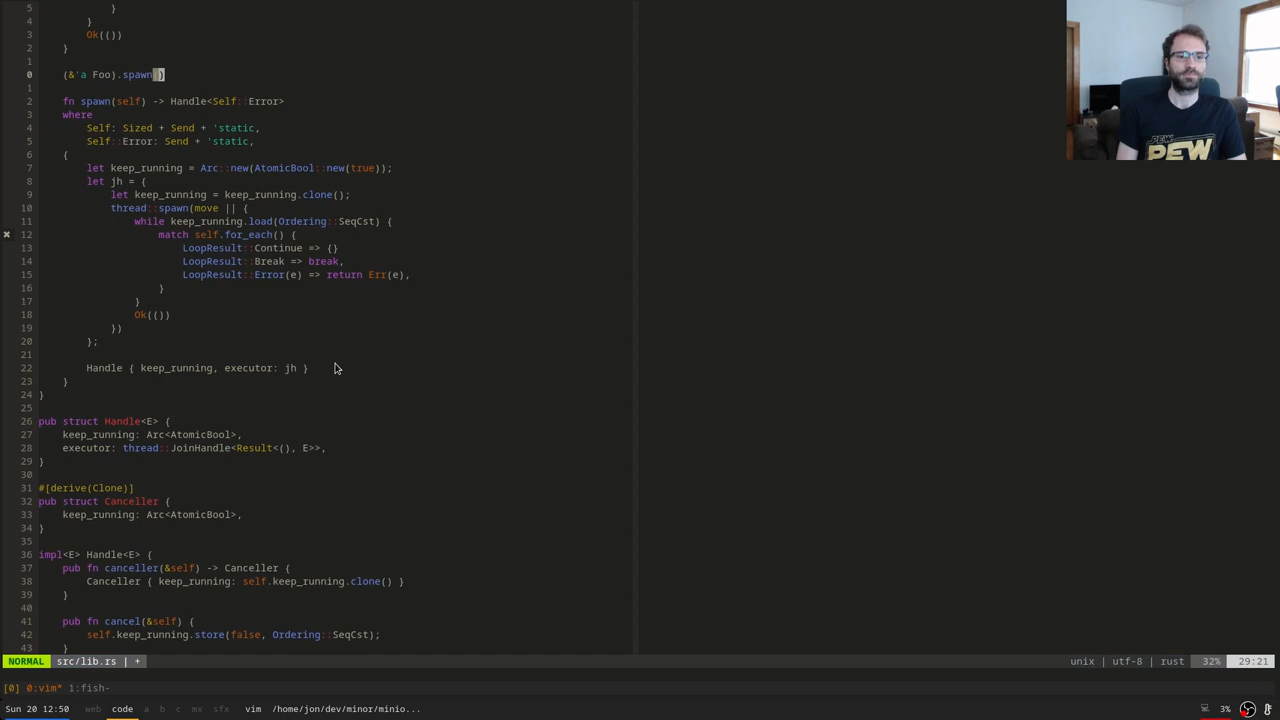 5 }
4 }
3 Ok(())
2 }
1
0 (&'a Foo).spawn()
1
2 fn spawn(self) -> Handle<Self::Error>
3 where
4 Self: Sized + Send + 'static,
5 Self::Error: Send + 'static,
6 {
7 let keep_running = Arc::new(AtomicBool::new(true));
8 let jh = {
9 let keep_running = keep_running.clone();
10 thread::spawn(move || {
11 while keep_running.load(Ordering::SeqCst) {
✖ 12 match self.for_each() {
13 LoopResult::Continue => {}
14 LoopResult::Break => break,
15 LoopResult::Error(e) => return Err(e),
16 }
17 }
18 Ok(())
19 })
20 };
21
22 Handle { keep_running, executor: jh }
23 }
24 }
25
26 pub struct Handle<E> {
27 keep_running: Arc<AtomicBool>,
28 executor: thread::JoinHandle<Result<(), E>>,
29 }
30
31 #[derive(Clone)]
32 pub struct Canceller {
33 keep_running: Arc<AtomicBool>,
34 }
35
36 impl<E> Handle<E> {
37 pub fn canceller(&self) -> Canceller {
38 Canceller { keep_running: self.keep_running.clone() }
39 }
40
41 pub fn cancel(&self) {
42 self.keep_running.store(false, Ordering::SeqCst);
43 }
NORMAL src/lib.rs | + unix | utf-8 | rust 32% 29:21
[0] 0:vim* 1:fish-
Sun 20 12:50 web code a b c mx sfx vim /home/jon/dev/minor/minio... 3%
PEW
PEW